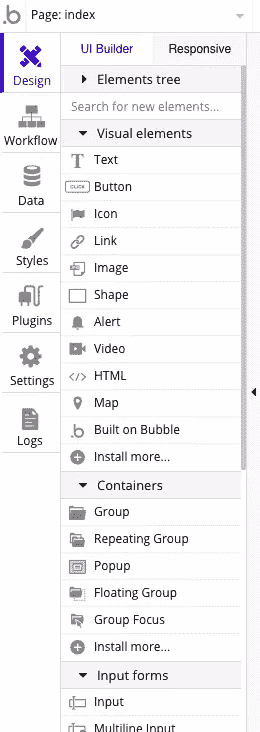 .b Page: index
UI Builder
Responsive
Design
Elements tree
Search for new elements...
Visual elements
Text
CLICK Button
Icon
Link
Image
Shape
Alert
Video
</> HTML
Map
.b Built on Bubble
Install more...
Containers
Group
Repeating Group
Popup
Floating Group
Group Focus
Install more...
Input forms
Input
Multiline Input
Workflow
Data
Styles
Plugins
Settings
Logs